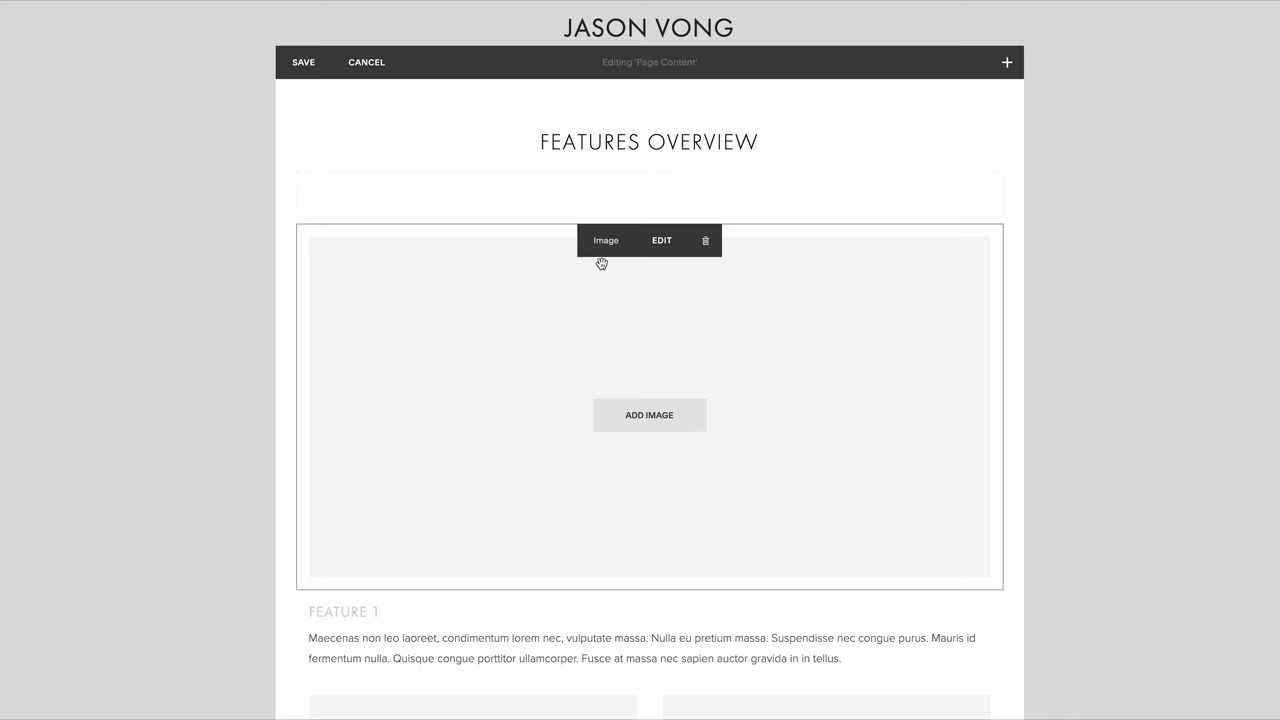 JASON VONG
SAVE CANCEL Editing 'Page Content' +
FEATURES OVERVIEW
Image EDIT
ADD IMAGE
FEATURE 1
Maecenas non leo laoreet, condimentum lorem nec, vulputate massa. Nulla eu pretium massa. Suspendisse nec congue purus. Mauris id
fermentum nulla. Quisque congue porttitor ullamcorper. Fusce at massa nec sapien auctor gravida in in tellus.